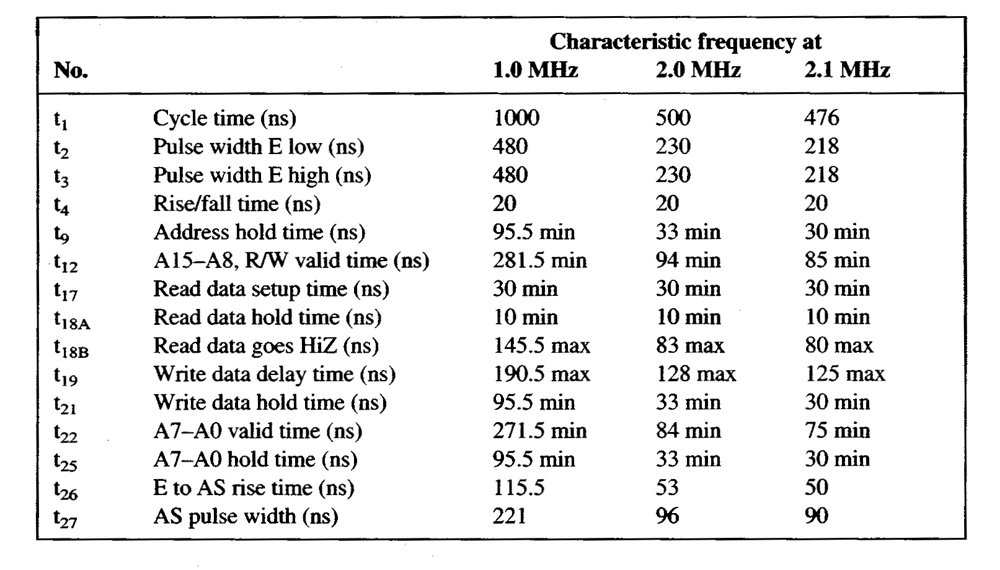 Characteristic frequency at
No. 1.0 MHz 2.0 MHz 2.1 MHz
t1 Cycle time (ns) 1000 500 476
t2 Pulse width E low (ns) 480 230 218
t3 Pulse width E high (ns) 480 230 218
t4 Rise/fall time (ns) 20 20 20
t9 Address hold time (ns) 95.5 min 33 min 30 min
t12 A15–A8, R/W valid time (ns) 281.5 min 94 min 85 min
t17 Read data setup time (ns) 30 min 30 min 30 min
t18A Read data hold time (ns) 10 min 10 min 10 min
t18B Read data goes HiZ (ns) 145.5 max 83 max 80 max
t19 Write data delay time (ns) 190.5 max 128 max 125 max
t21 Write data hold time (ns) 95.5 min 33 min 30 min
t22 A7–A0 valid time (ns) 271.5 min 84 min 75 min
t25 A7–A0 hold time (ns) 95.5 min 33 min 30 min
t26 E to AS rise time (ns) 115.5 53 50
t27 AS pulse width (ns) 221 96 90